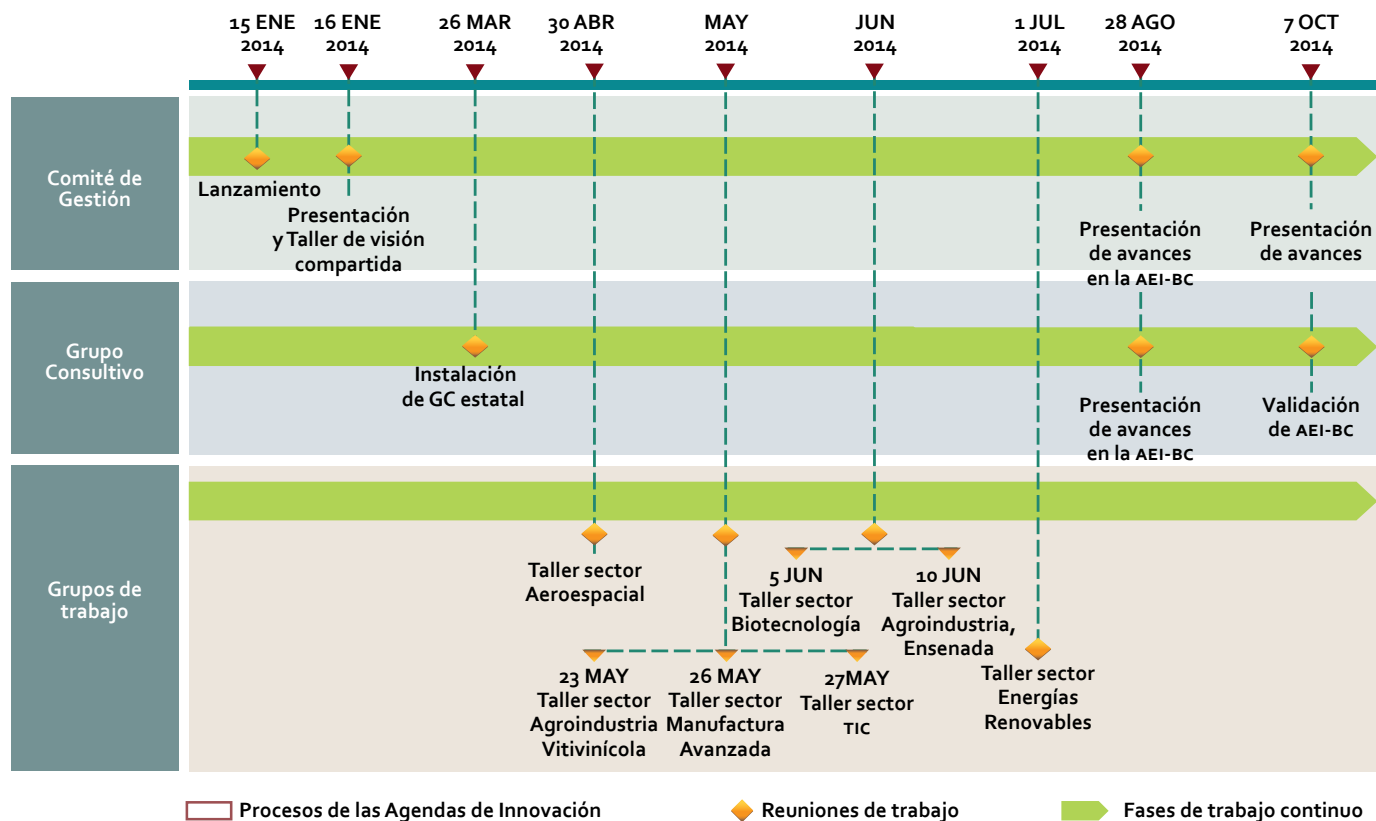 15 ENE
2014
16 ENE
2014
26 MAR
2014
30 ABR
2014
MAY
2014
JUN
2014
1 JUL
2014
28 AGO
2014
7 OCT
2014
Comité de
Gestión
Lanzamiento
Presentación
y Taller de visión
compartida
Presentación
de avances
en la AEI-BC
Presentación
de avances
Grupo
Consultivo
Instalación
de GC estatal
Presentación
de avances
en la AEI-BC
Validación
de AEI-BC
Grupos de
trabajo
Taller sector
Aeroespacial
5 JUN
Taller sector
Biotecnología
10 JUN
Taller sector
Agroindustria,
Ensenada
23 MAY
Taller sector
Agroindustria
Vitivinícola
26 MAY
Taller sector
Manufactura
Avanzada
27MAY
Taller sector
TIC
Taller sector
Energías
Renovables
Procesos de las Agendas de Innovación
Reuniones de trabajo
Fases de trabajo continuo